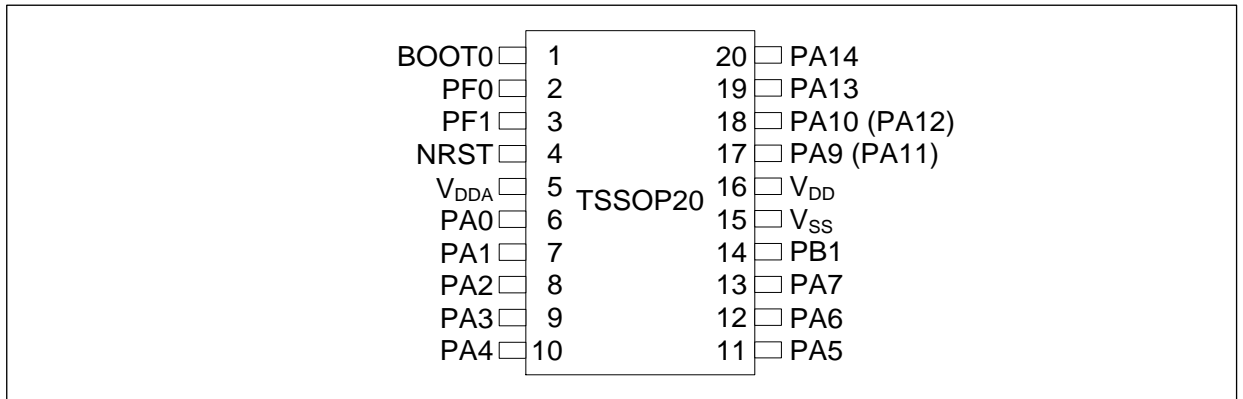 BOOT0 1 20 PA14
PF0 2 19 PA13
PF1 3 18 PA10 (PA12)
NRST 4 17 PA9 (PA11)
VDDA 5 TSSOP20 16 VDD
PA0 6 15 VSS
PA1 7 14 PB1
PA2 8 13 PA7
PA3 9 12 PA6
PA4 10 11 PA5